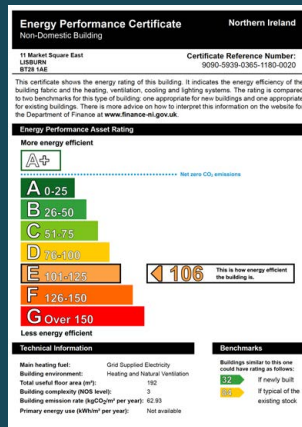 Energy Performance Certificate
Northern Ireland
Non-Domestic Building
11 Market Square East
LISBURN
BT28 1AE
Certificate Reference Number:
9090-5939-0365-1180-0020
This certificate shows the energy rating of this building. It indicates the energy efficiency of the
building fabric and the heating, ventilation, cooling and lighting systems. The rating is compared
to two benchmarks for this type of building: one appropriate for new buildings and one appropriate
for existing buildings. There is more advice on how to interpret this information on the website for
the Department of Finance at www.finance-ni.gov.uk.
Energy Performance Asset Rating
More energy efficient
A+
Net zero CO₂ emissions
A 0-25
B 26-50
C 51-75
D 76-100
E 101-125
106
This is how energy efficient
the building is.
F 126-150
G Over 150
Less energy efficient
Technical Information
Main heating fuel: Grid Supplied Electricity
Building environment: Heating and Natural Ventilation
Total useful floor area (m²): 192
Building complexity (NOS level): 3
Building emission rate (kgCO₂/m² per year): 62.93
Primary energy use (kWh/m² per year): Not available
Benchmarks
Buildings similar to this one
could have rating as follows:
32
If newly built
If typical of the
existing stock